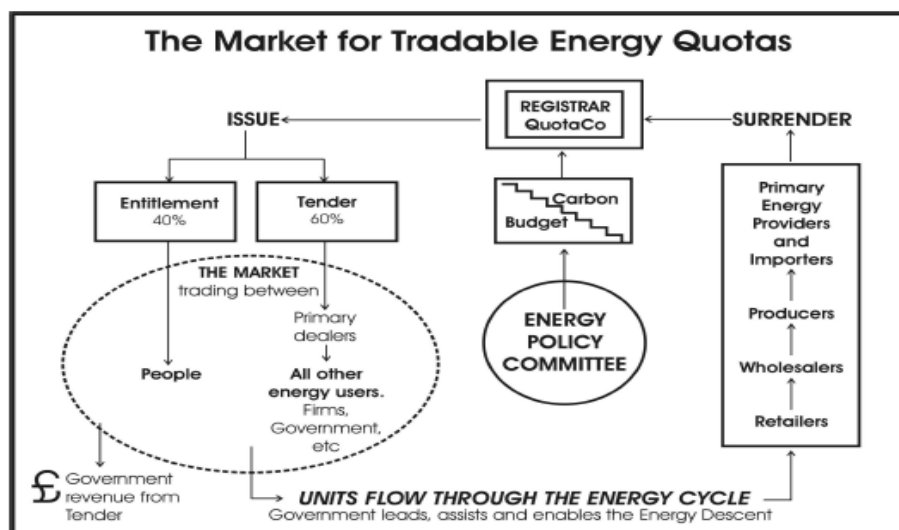 The Market for Tradable Energy Quotas
ISSUE
REGISTRAR
QuotaCo
SURRENDER
Entitlement
40%
Tender
60%
Carbon
Budget
Primary
Energy
Providers
and
Importers
THE MARKET
trading between
Primary
dealers
ENERGY
POLICY
COMMITTEE
Producers
People
All other
energy users.
Firms,
Government,
etc
Wholesalers
Retailers
£ Government
revenue from
Tender
UNITS FLOW THROUGH THE ENERGY CYCLE
Government leads, assists and enables the Energy Descent